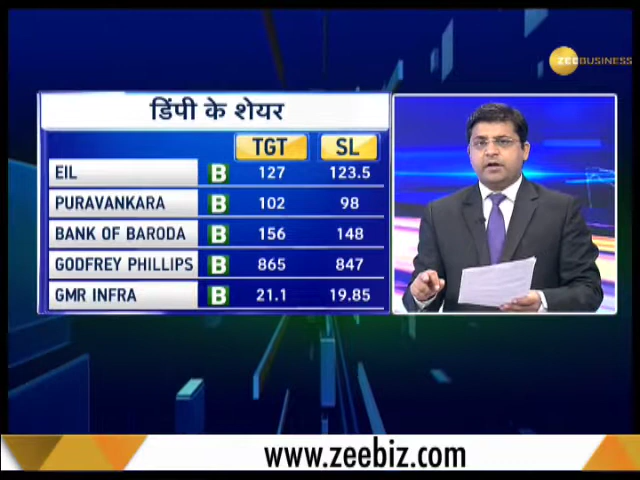 ZEEBUSINESS
डिंपी के शेयर
TGT SL
EIL B 127 123.5
PURAVANKARA B 102 98
BANK OF BARODA B 156 148
GODFREY PHILLIPS B 865 847
GMR INFRA B 21.1 19.85
www.zeebiz.com